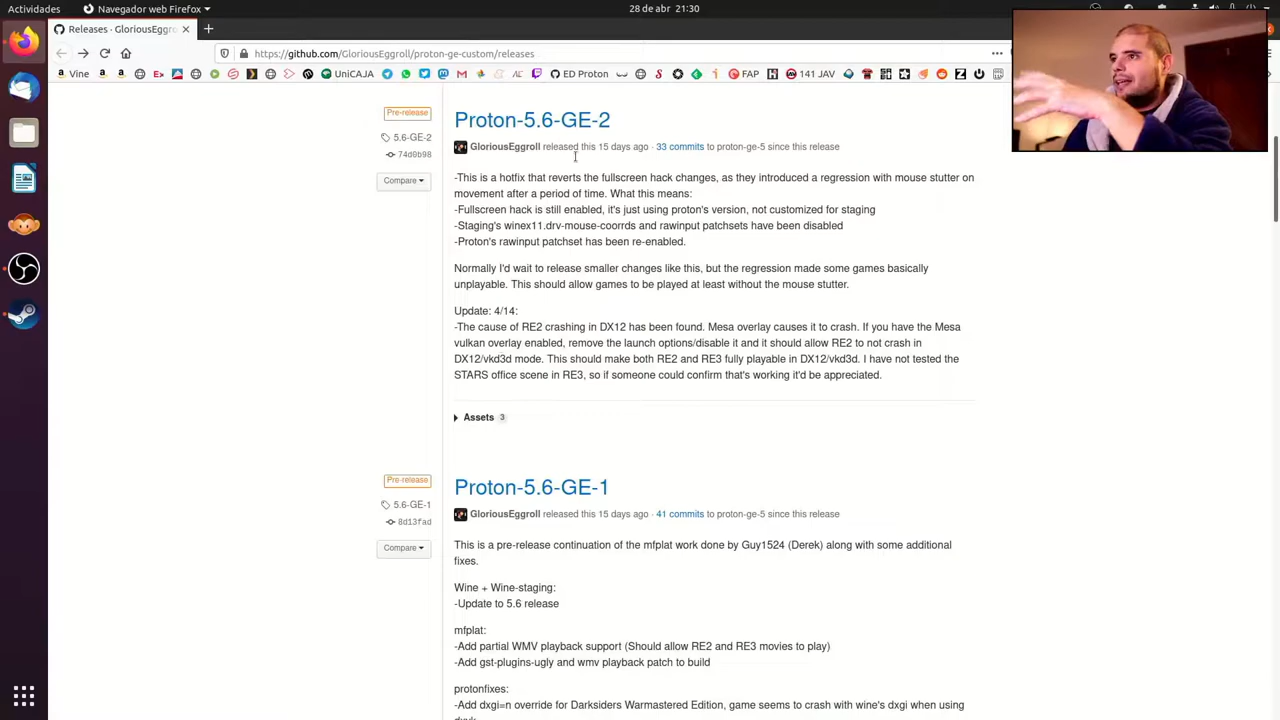 Actividades
Navegador web Firefox
28 de abr 21:30
Releases · GloriousEggro
https://github.com/GloriousEggroll/proton-ge-custom/releases
Vine
Ex
UniCAJA
ED Proton
FAP
141 JAV
Pre-release
5.6-GE-2
74d0b98
Compare
Proton-5.6-GE-2
GloriousEggroll released this 15 days ago · 33 commits to proton-ge-5 since this release
-This is a hotfix that reverts the fullscreen hack changes, as they introduced a regression with mouse stutter on
movement after a period of time. What this means:
-Fullscreen hack is still enabled, it's just using proton's version, not customized for staging
-Staging's winex11.drv-mouse-coorrds and rawinput patchsets have been disabled
-Proton's rawinput patchset has been re-enabled.
Normally I'd wait to release smaller changes like this, but the regression made some games basically
unplayable. This should allow games to be played at least without the mouse stutter.
Update: 4/14:
-The cause of RE2 crashing in DX12 has been found. Mesa overlay causes it to crash. If you have the Mesa
vulkan overlay enabled, remove the launch options/disable it and it should allow RE2 to not crash in
DX12/vkd3d mode. This should make both RE2 and RE3 fully playable in DX12/vkd3d. I have not tested the
STARS office scene in RE3, so if someone could confirm that's working it'd be appreciated.
Assets 3
Pre-release
5.6-GE-1
8d13fad
Compare
Proton-5.6-GE-1
GloriousEggroll released this 15 days ago · 41 commits to proton-ge-5 since this release
This is a pre-release continuation of the mfplat work done by Guy1524 (Derek) along with some additional
fixes.
Wine + Wine-staging:
-Update to 5.6 release
mfplat:
-Add partial WMV playback support (Should allow RE2 and RE3 movies to play)
-Add gst-plugins-ugly and wmv playback patch to build
protonfixes:
-Add dxgi=n override for Darksiders Warmastered Edition, game seems to crash with wine's dxgi when using